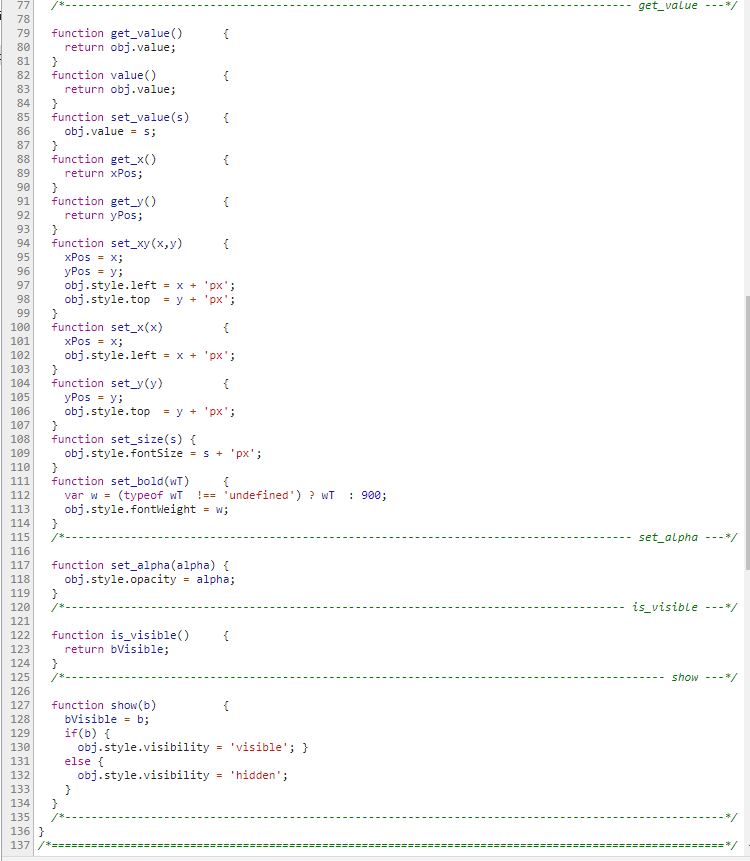 77 /*-------------------------------------------------------------------------------------- get_value ---*/
78
79 function get_value() {
80 return obj.value;
81 }
82 function value() {
83 return obj.value;
84 }
85 function set_value(s) {
86 obj.value = s;
87 }
88 function get_x() {
89 return xPos;
90 }
91 function get_y() {
92 return yPos;
93 }
94 function set_xy(x,y) {
95 xPos = x;
96 yPos = y;
97 obj.style.left = x + 'px';
98 obj.style.top = y + 'px';
99 }
100 function set_x(x) {
101 xPos = x;
102 obj.style.left = x + 'px';
103 }
104 function set_y(y) {
105 yPos = y;
106 obj.style.top = y + 'px';
107 }
108 function set_size(s) {
109 obj.style.fontSize = s + 'px';
110 }
111 function set_bold(wT) {
112 var w = (typeof wT !== 'undefined') ? wT : 900;
113 obj.style.fontWeight = w;
114 }
115 /*-------------------------------------------------------------------------------------- set_alpha ---*/
116
117 function set_alpha(alpha) {
118 obj.style.opacity = alpha;
119 }
120 /*------------------------------------------------------------------------------------- is_visible ---*/
121
122 function is_visible() {
123 return bVisible;
124 }
125 /*------------------------------------------------------------------------------------------- show ---*/
126
127 function show(b) {
128 bVisible = b;
129 if(b) {
130 obj.style.visibility = 'visible'; }
131 else {
132 obj.style.visibility = 'hidden';
133 }
134 }
135 /*----------------------------------------------------------------------------------------------------*/
136 }
137 /*======================================================================================================*/